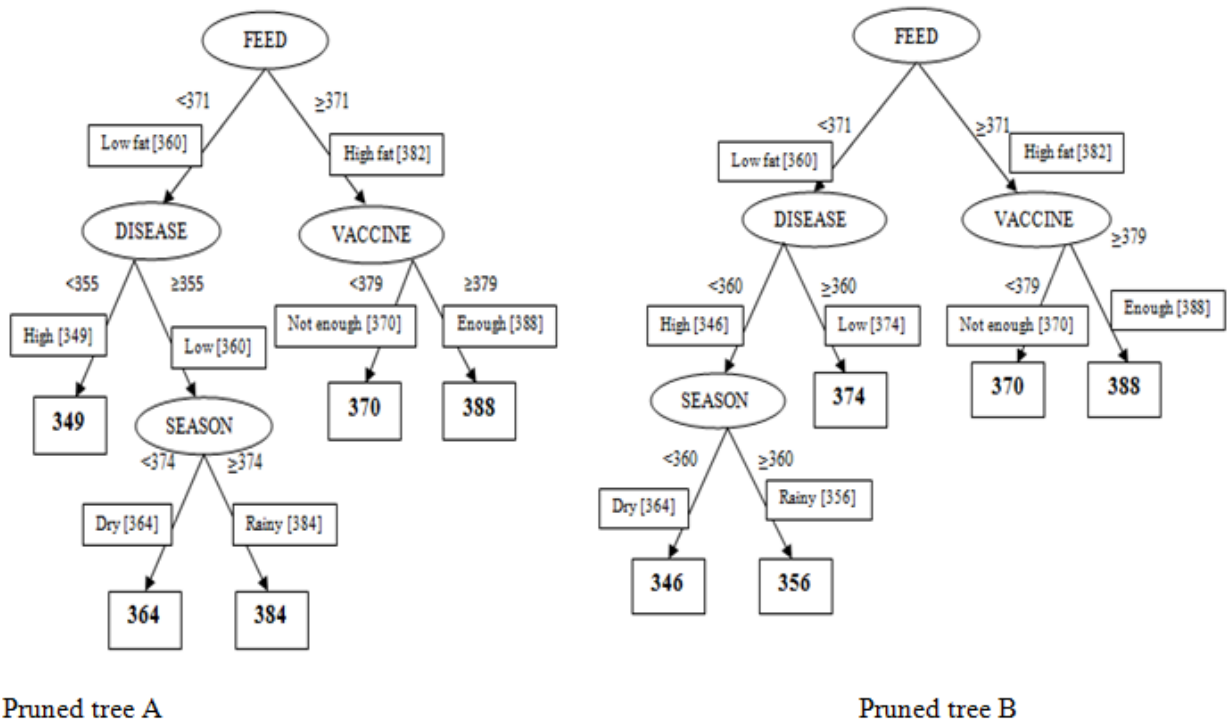 FEED
<371
≥371
Low fat [360]
High fat [382]
DISEASE
VACCINE
<355
≥355
<379
≥379
High [349]
Low [360]
Not enough [370]
Enough [388]
349
370
388
SEASON
<374
≥374
Dry [364]
Rainy [384]
364
384
Pruned tree A
FEED
<371
≥371
Low fat [360]
High fat [382]
DISEASE
VACCINE
<360
≥360
<379
≥379
High [346]
Low [374]
Not enough [370]
Enough [388]
374
370
388
SEASON
<360
≥360
Dry [364]
Rainy [356]
346
356
Pruned tree B